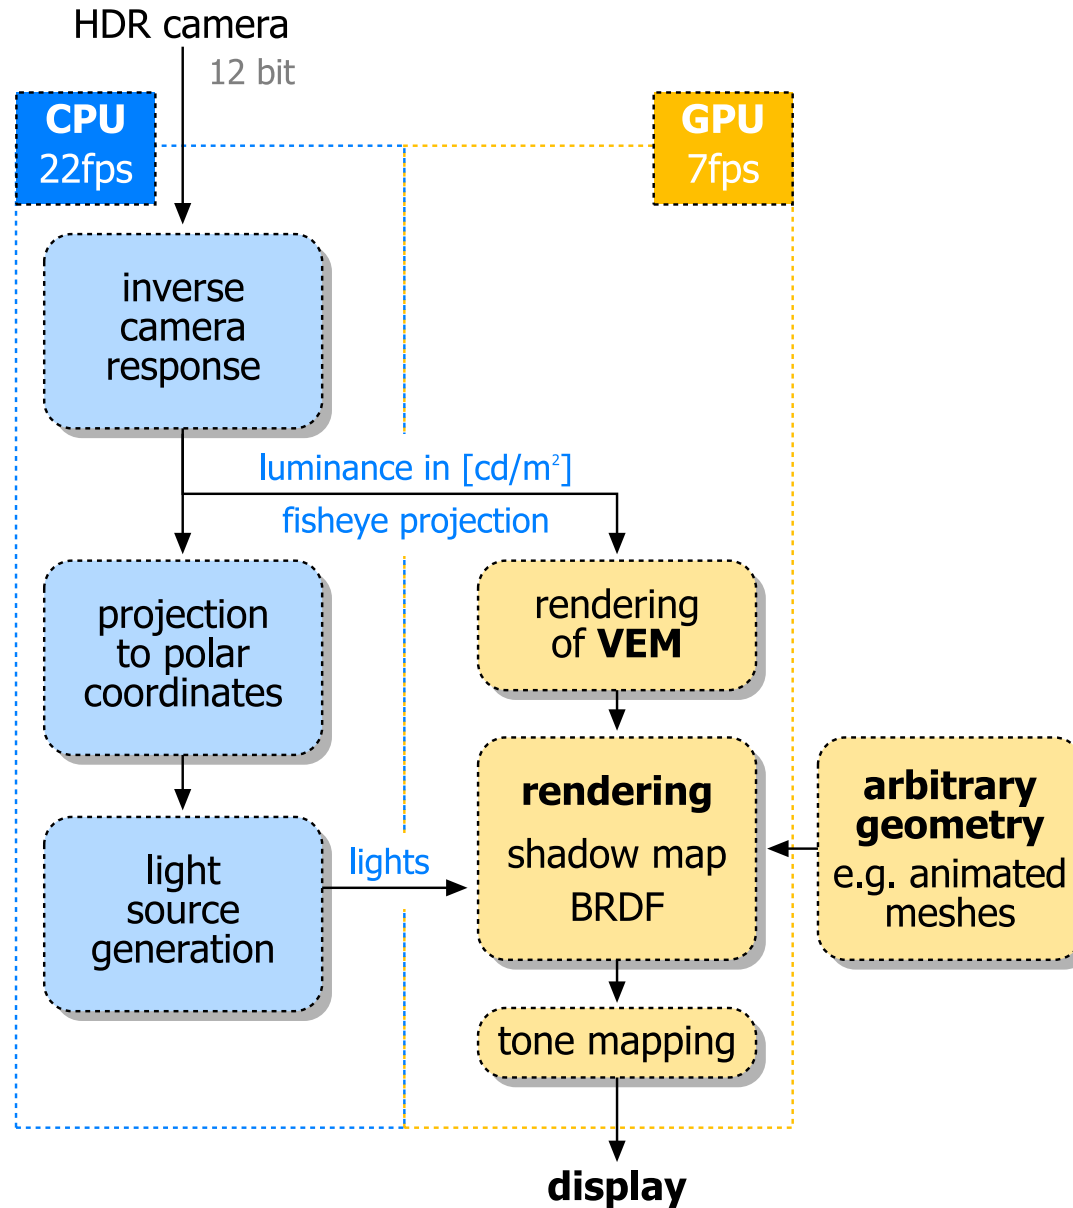 HDR camera
12 bit
CPU
22fps
GPU
7fps
inverse
camera
response
luminance in [cd/m²]
fisheye projection
projection
to polar
coordinates
rendering
of VEM
rendering
shadow map
BRDF
arbitrary
geometry
e.g. animated
meshes
light
source
generation
lights
tone mapping
display